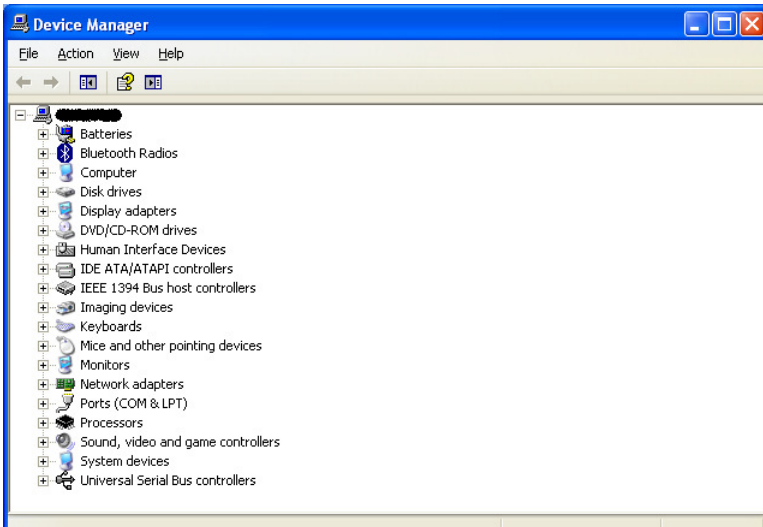 Device Manager
File Action View Help
Batteries
Bluetooth Radios
Computer
Disk drives
Display adapters
DVD/CD-ROM drives
Human Interface Devices
IDE ATA/ATAPI controllers
IEEE 1394 Bus host controllers
Imaging devices
Keyboards
Mice and other pointing devices
Monitors
Network adapters
Ports (COM & LPT)
Processors
Sound, video and game controllers
System devices
Universal Serial Bus controllers